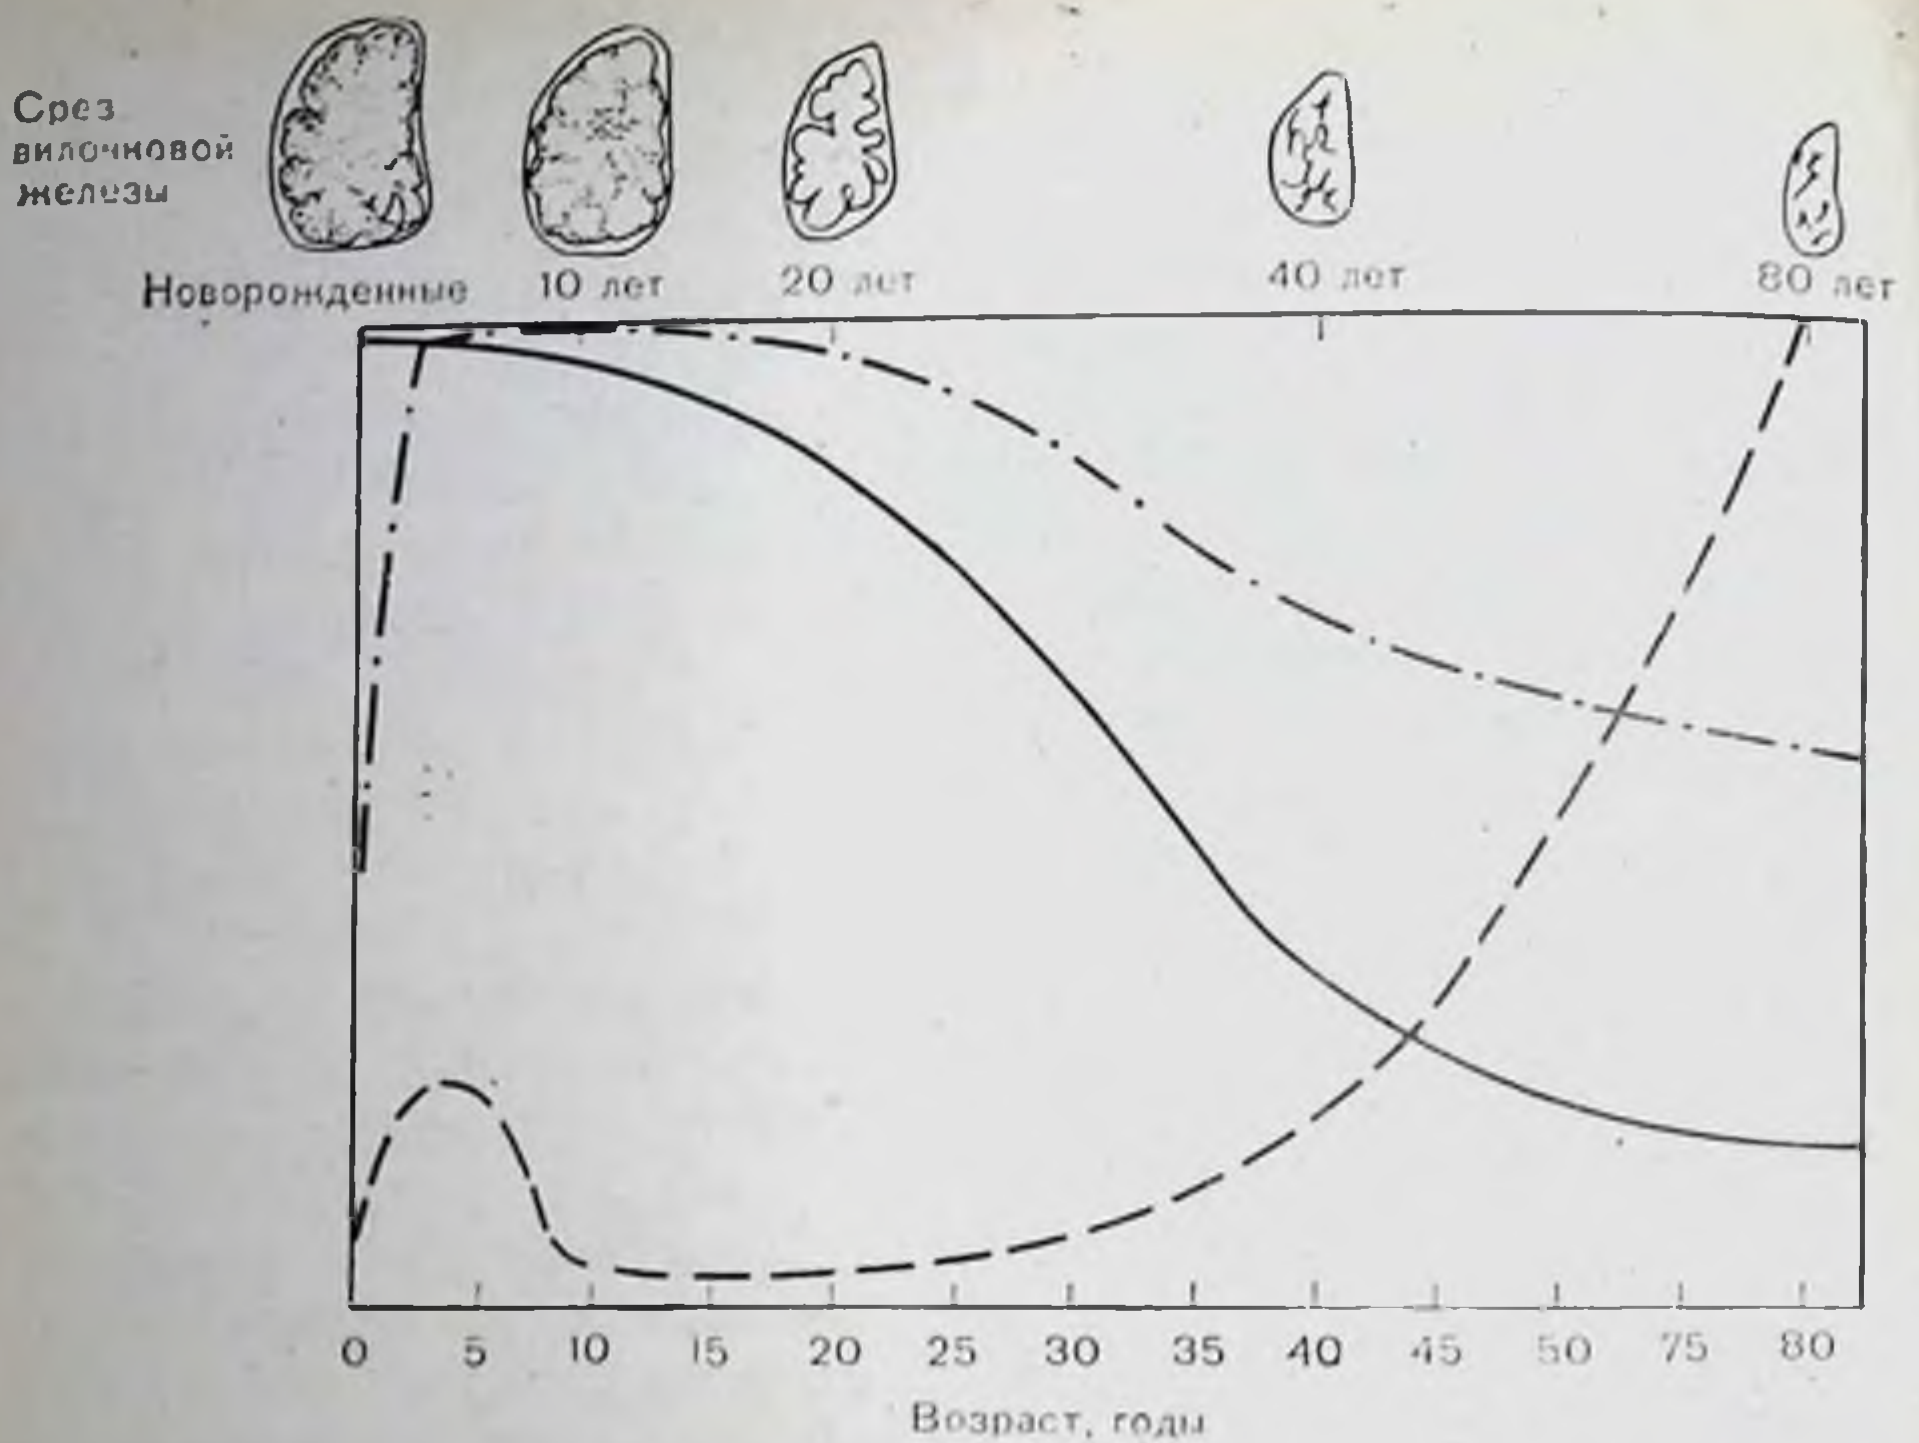 Срез
вилочковой
железы
Новорожденные 10 лет 20 лет 40 лет 80 лет
0 5 10 15 20 25 30 35 40 45 50 75 80
Возраст, годы